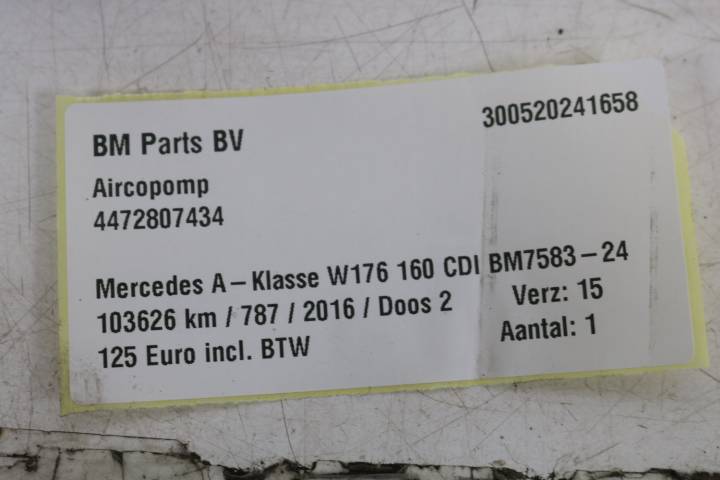 BM Parts BV
300520241658
Aircopomp
4472807434
Mercedes A-Klasse W176 160 CDI BM7583-24
103626 km / 787 / 2016 / Doos 2
Verz: 15
125 Euro incl. BTW
Aantal: 1